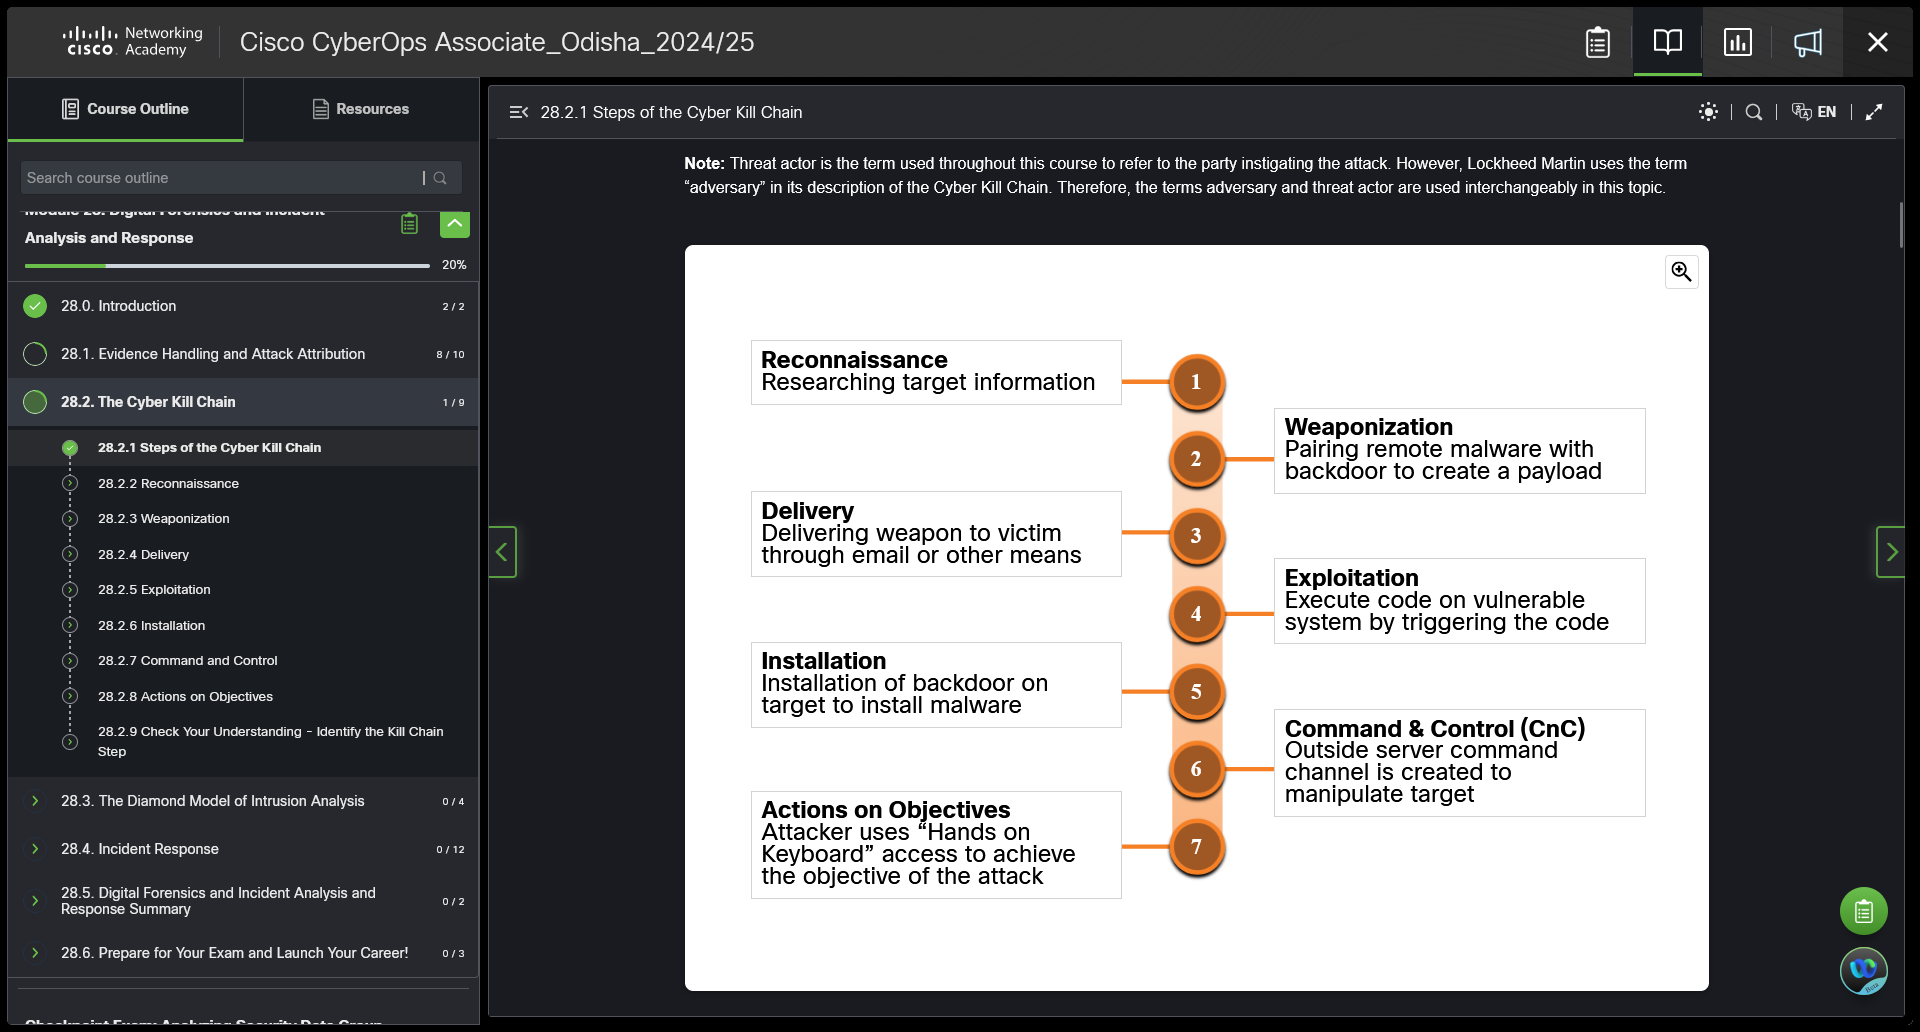 Networking
CISCO Academy
Cisco CyberOps Associate_Odisha_2024/25
Course Outline
Resources
Search course outline
Module 28: Digital Forensics and Incident
Analysis and Response
20%
28.0. Introduction 2 / 2
28.1. Evidence Handling and Attack Attribution 8 / 10
28.2. The Cyber Kill Chain 1 / 9
28.2.1 Steps of the Cyber Kill Chain
28.2.2 Reconnaissance
28.2.3 Weaponization
28.2.4 Delivery
28.2.5 Exploitation
28.2.6 Installation
28.2.7 Command and Control
28.2.8 Actions on Objectives
28.2.9 Check Your Understanding - Identify the Kill Chain
Step
28.3. The Diamond Model of Intrusion Analysis 0 / 4
28.4. Incident Response 0 / 12
28.5. Digital Forensics and Incident Analysis and
Response Summary 0 / 2
28.6. Prepare for Your Exam and Launch Your Career! 0 / 3
Checkpoint Exam: Analyzing Security Data Group
28.2.1 Steps of the Cyber Kill Chain
EN
Note: Threat actor is the term used throughout this course to refer to the party instigating the attack. However, Lockheed Martin uses the term
“adversary” in its description of the Cyber Kill Chain. Therefore, the terms adversary and threat actor are used interchangeably in this topic.
Reconnaissance
Researching target information
1
Weaponization
Pairing remote malware with
backdoor to create a payload
2
Delivery
Delivering weapon to victim
through email or other means
3
Exploitation
Execute code on vulnerable
system by triggering the code
4
Installation
Installation of backdoor on
target to install malware
5
Command & Control (CnC)
Outside server command
channel is created to
manipulate target
6
Actions on Objectives
Attacker uses “Hands on
Keyboard” access to achieve
the objective of the attack
7
Beta